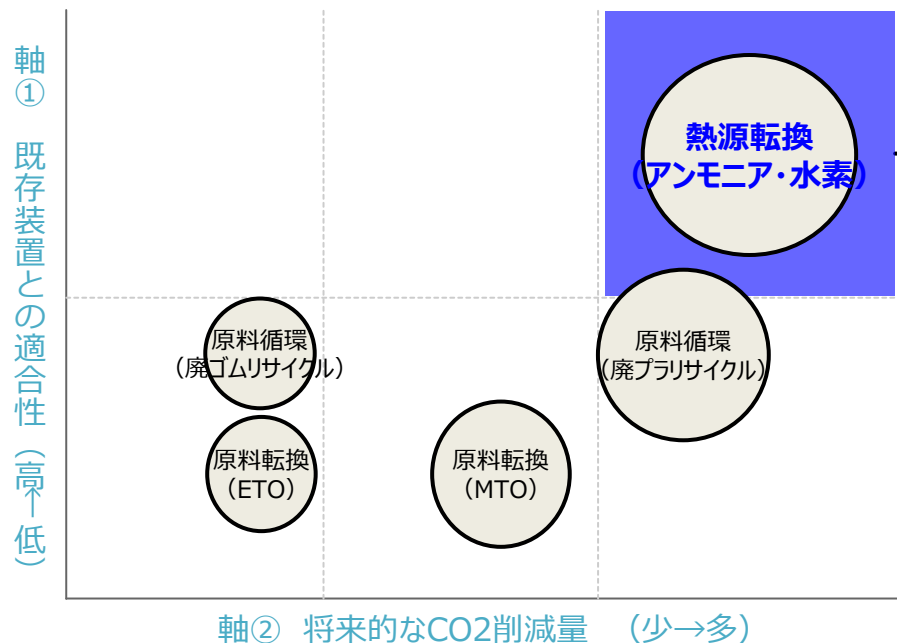 軸① 既存装置との適合性（高↑低）
熱源転換
（アンモニア・水素）
原料循環
（廃ゴムリサイクル）
原料循環
（廃プラリサイクル）
原料転換
（ETO）
原料転換
（MTO）
軸② 将来的なCO2削減量 （少→多）